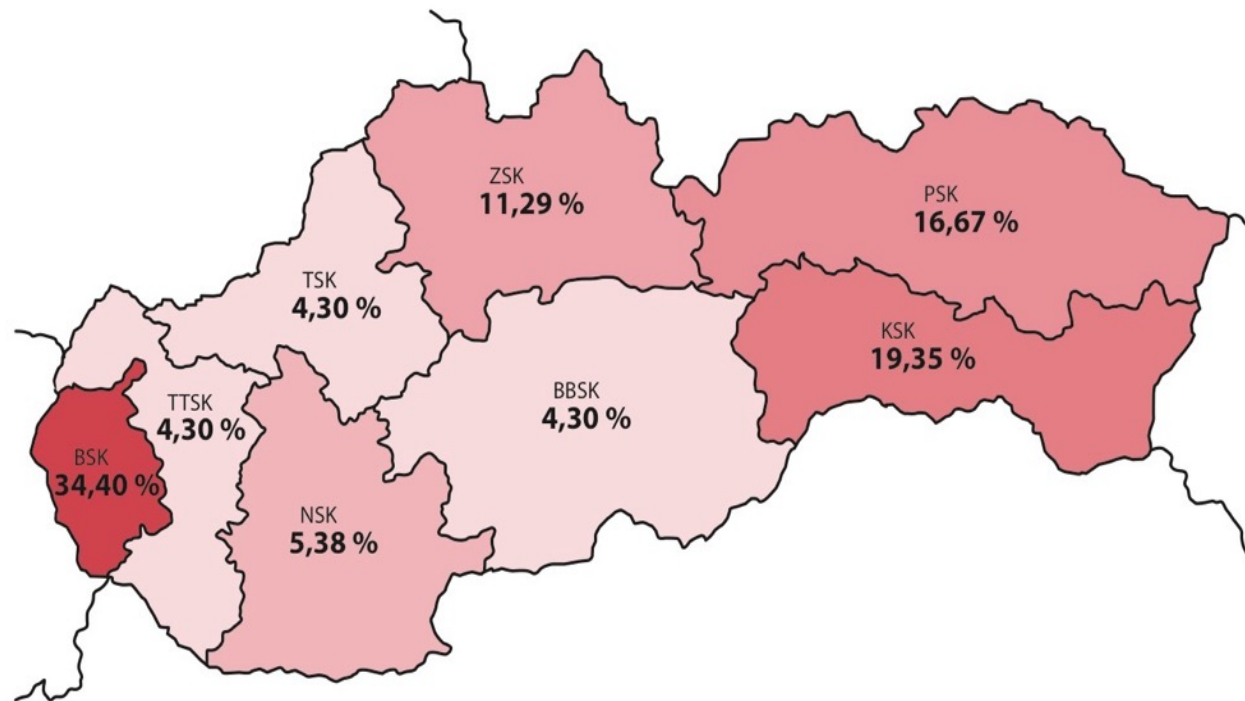 ZSK
11,29 %
PSK
16,67 %
TSK
4,30 %
KSK
19,35 %
BBSK
4,30 %
TTSK
4,30 %
BSK
34,40 %
NSK
5,38 %